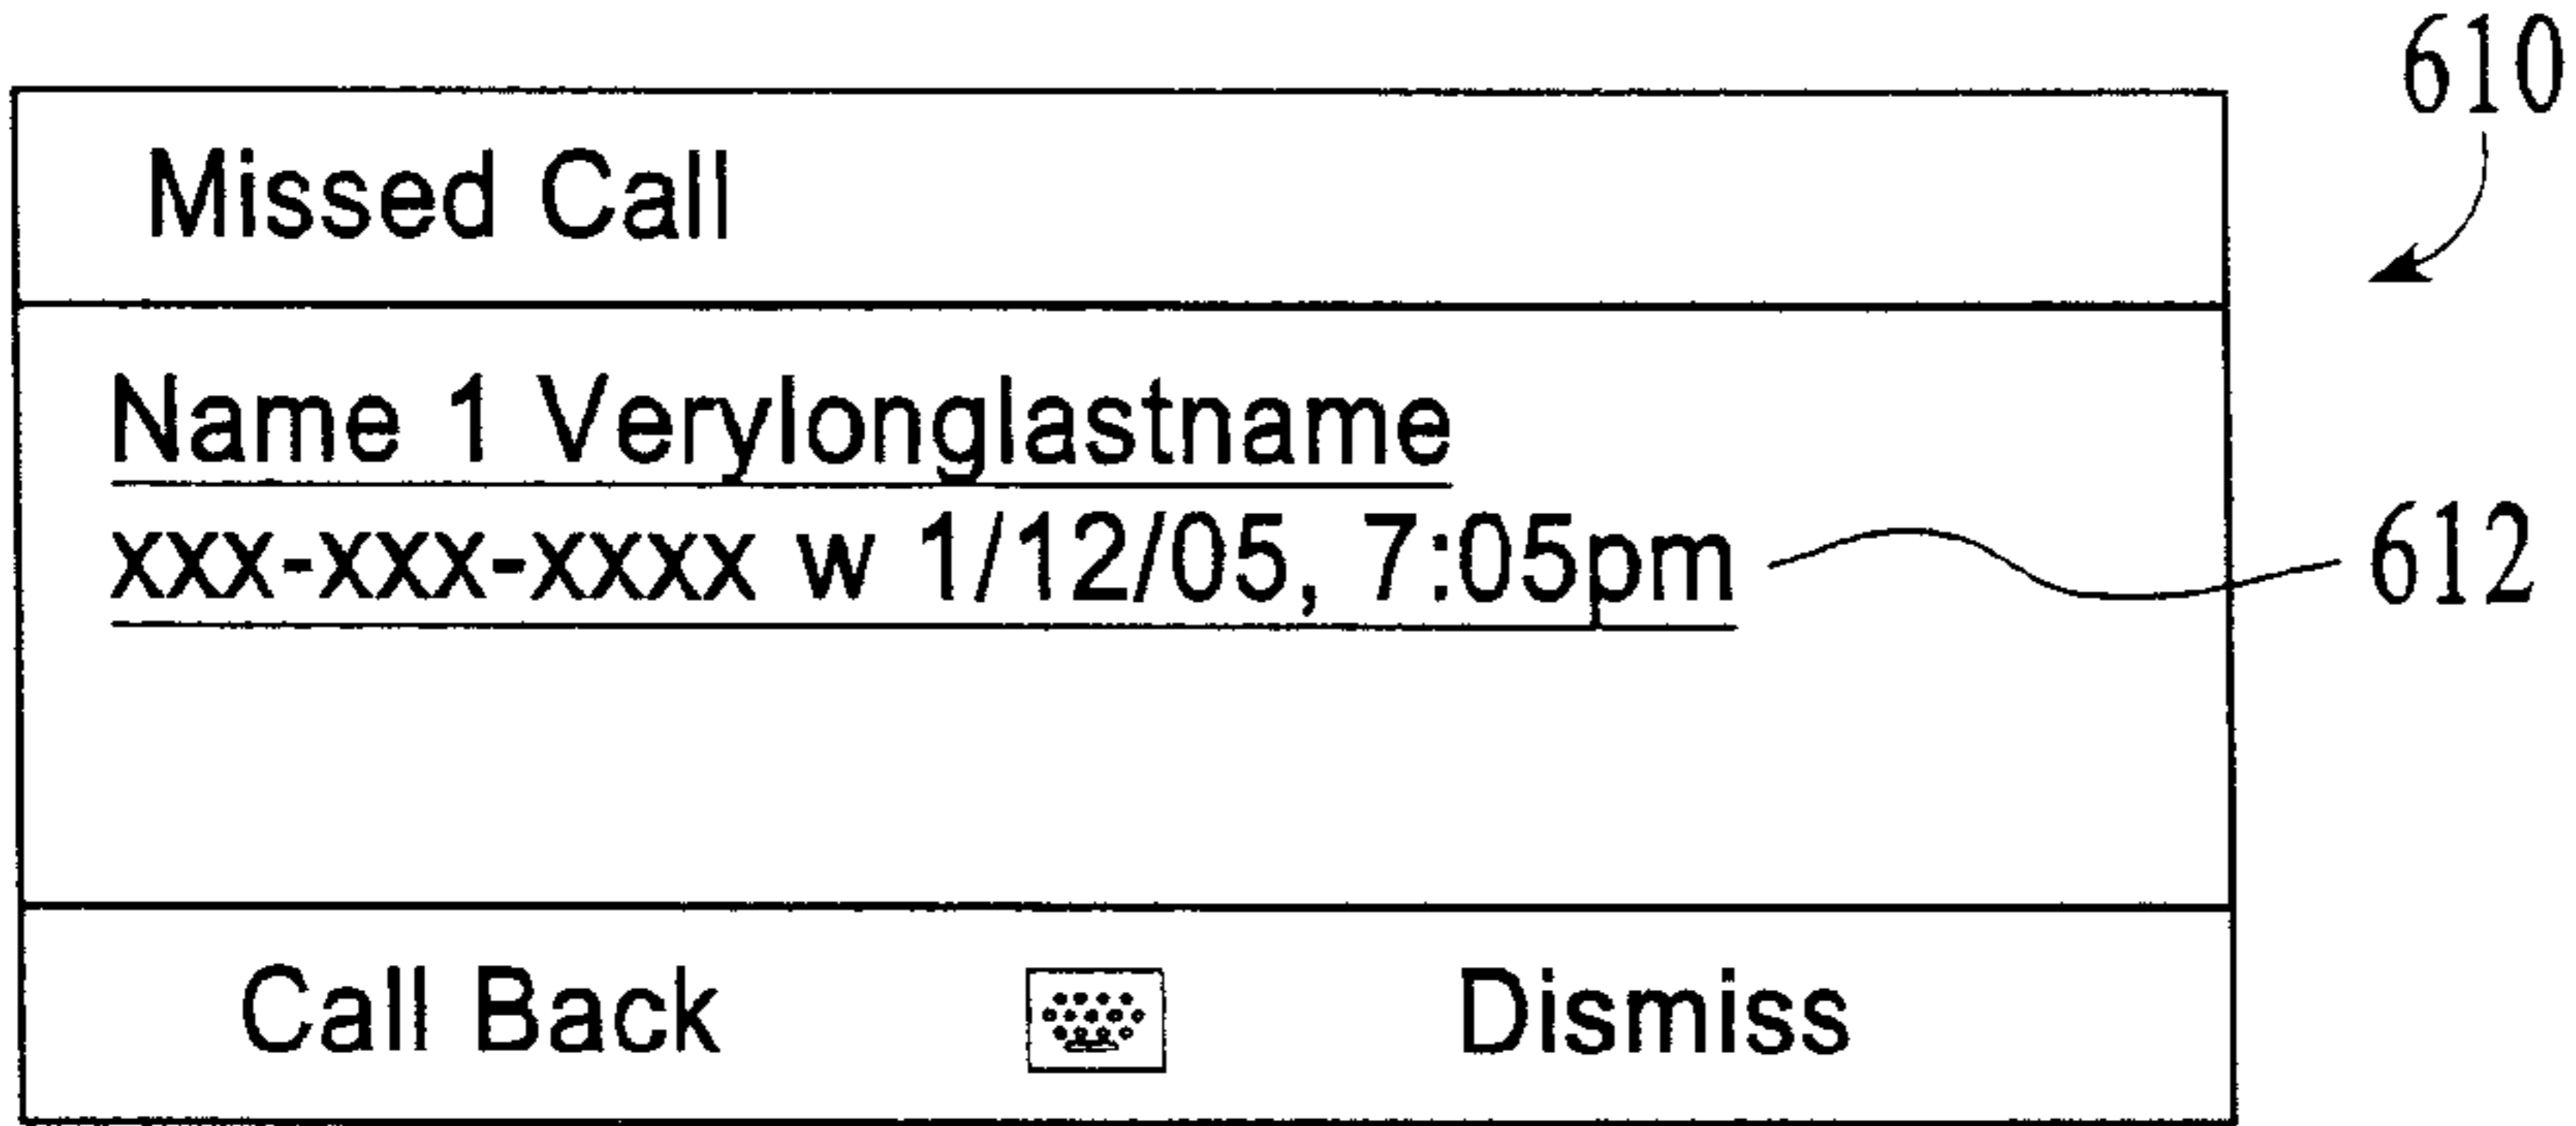 610
Missed Call
Name 1 Verylonglastname
xxx-xxx-xxxx w 1/12/05, 7:05pm
612
Call Back
Dismiss